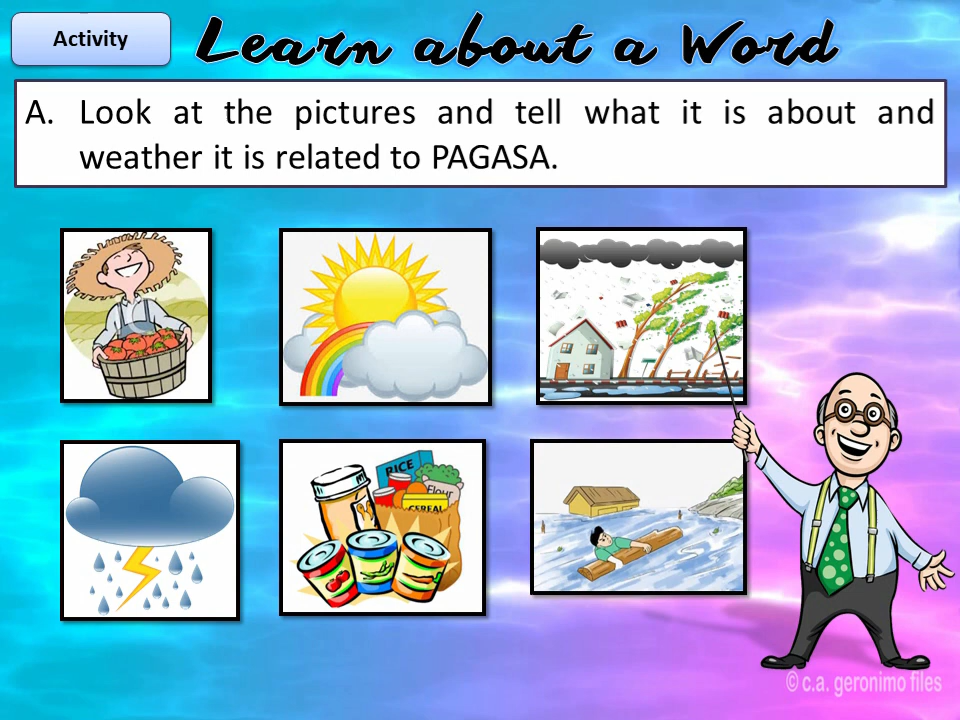 Activity
Learn about a Word
A. Look at the pictures and tell what it is about and
weather it is related to PAGASA.
RICE
Flour
CEREAL
© c.a. geronimo files